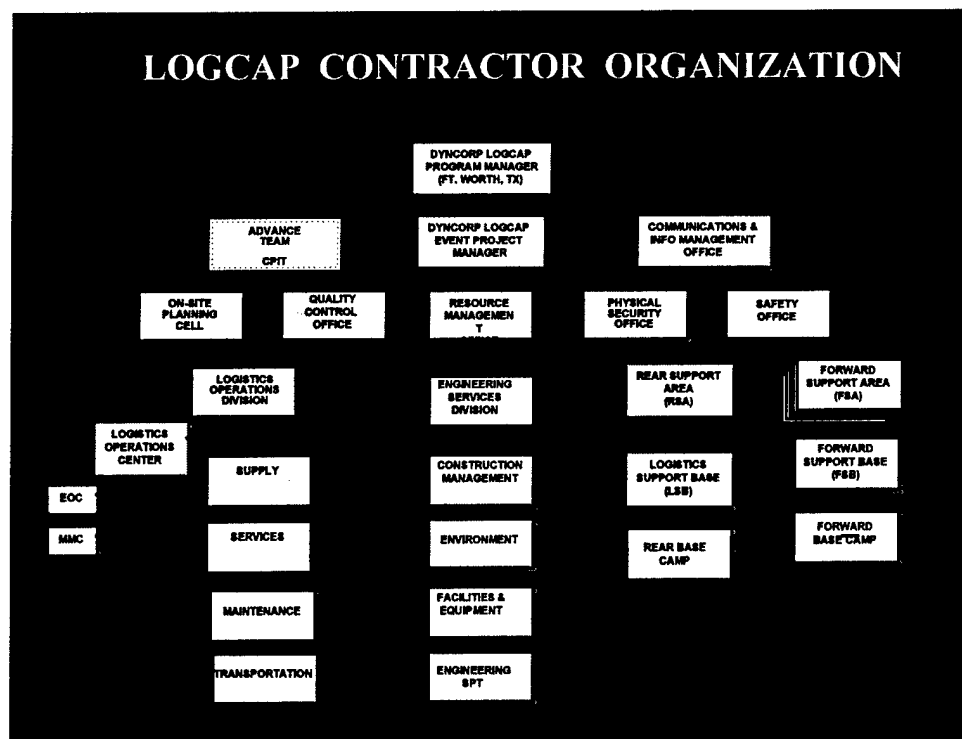 LOGCAP CONTRACTOR ORGANIZATION
DYNCORP LOGCAP
PROGRAM MANAGER
(FT. WORTH, TX)
ADVANCE
TEAM
CPIT
DYNCORP LOGCAP
EVENT PROJECT
MANAGER
COMMUNICATIONS &
INFO MANAGEMENT
OFFICE
ON-SITE
PLANNING
CELL
QUALITY
CONTROL
OFFICE
RESOURCE
MANAGEMEN
T
PHYSICAL
SECURITY
OFFICE
SAFETY
OFFICE
LOGISTICS
OPERATIONS
DIVISION
ENGINEERING
SERVICES
DIVISION
REAR SUPPORT
AREA
(RSA)
FORWARD
SUPPORT AREA
(FSA)
LOGISTICS
OPERATIONS
CENTER
SUPPLY
CONSTRUCTION
MANAGEMENT
LOGISTICS
SUPPORT BASE
(LSB)
FORWARD
SUPPORT BASE
(FSB)
EOC
MMC
SERVICES
ENVIRONMENT
REAR BASE
CAMP
FORWARD
BASE CAMP
MAINTENANCE
FACILITIES &
EQUIPMENT
TRANSPORTATION
ENGINEERING
SPT